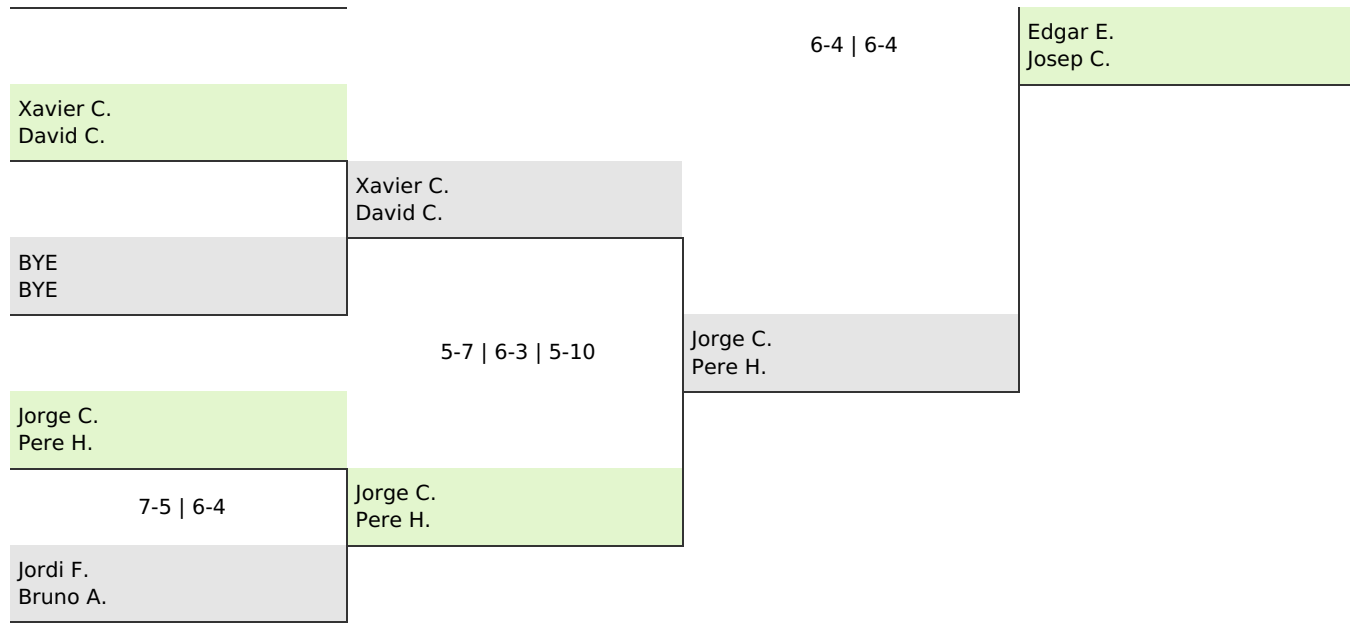 6-4 | 6-4
Edgar E.
Josep C.
Xavier C.
David C.
Xavier C.
David C.
BYE
BYE
5-7 | 6-3 | 5-10
Jorge C.
Pere H.
Jorge C.
Pere H.
7-5 | 6-4
Jorge C.
Pere H.
Jordi F.
Bruno A.